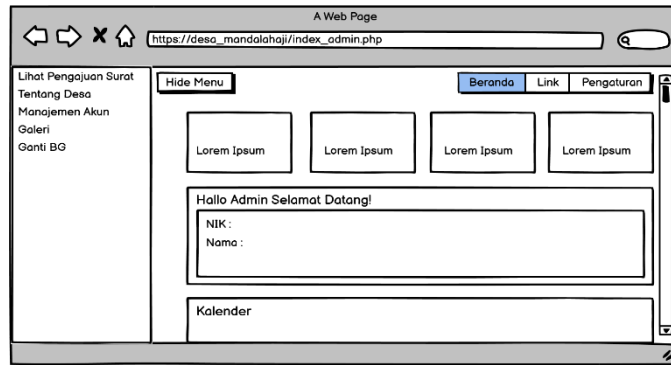 A Web Page
https://desa_mandalahaji/index_admin.php
Lihat Pengajuan Surat
Tentang Desa
Manajemen Akun
Galeri
Ganti BG
Hide Menu
Beranda Link Pengaturan
Lorem Ipsum Lorem Ipsum Lorem Ipsum Lorem Ipsum
Hallo Admin Selamat Datang!
NIK :
Nama :
Kalender